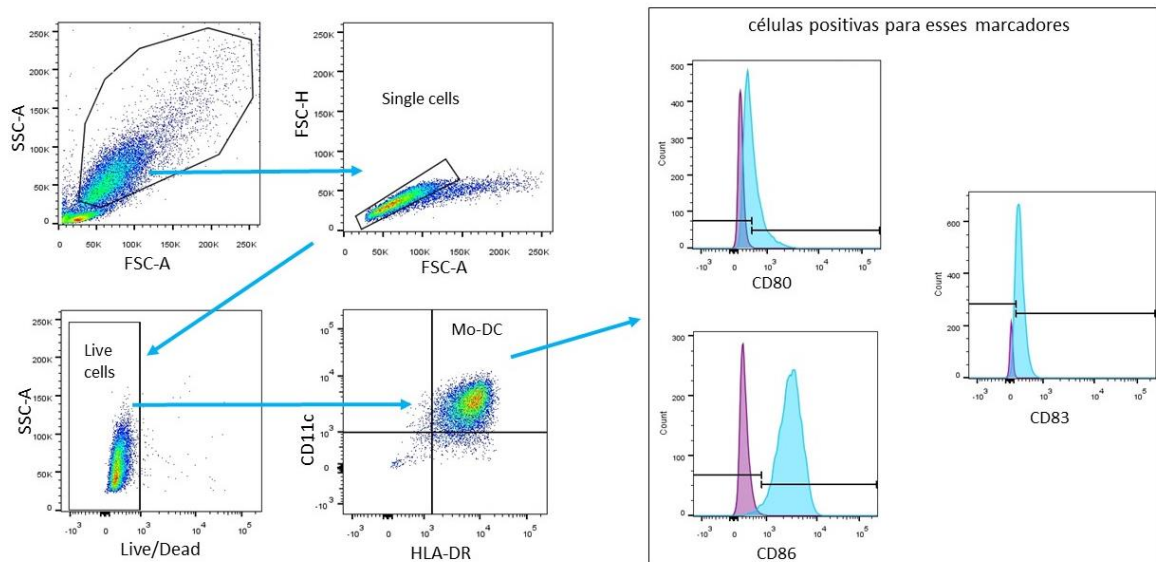 células positivas para esses marcadores
SSC-A
250K
200K
150K
100K
50K
0
0 50K 100K 150K 200K 250K
FSC-A
FSC-H
250K
200K
150K
100K
50K
0
Single cells
0 50K 100K 150K 200K 250K
FSC-A
Count
500
400
300
200
100
0
-10³ 0 10³ 10⁴ 10⁵
CD80
Count
600
400
200
0
-10³ 0 10³ 10⁴ 10⁵
CD83
SSC-A
250K
200K
150K
100K
50K
0
Live
cells
-10³ 0 10³ 10⁴ 10⁵
Live/Dead
CD11c
10⁵
10⁴
10³
0
-10³
Mo-DC
-10³ 0 10³ 10⁴ 10⁵
HLA-DR
Count
300
200
100
0
-10³ 0 10³ 10⁴ 10⁵
CD86